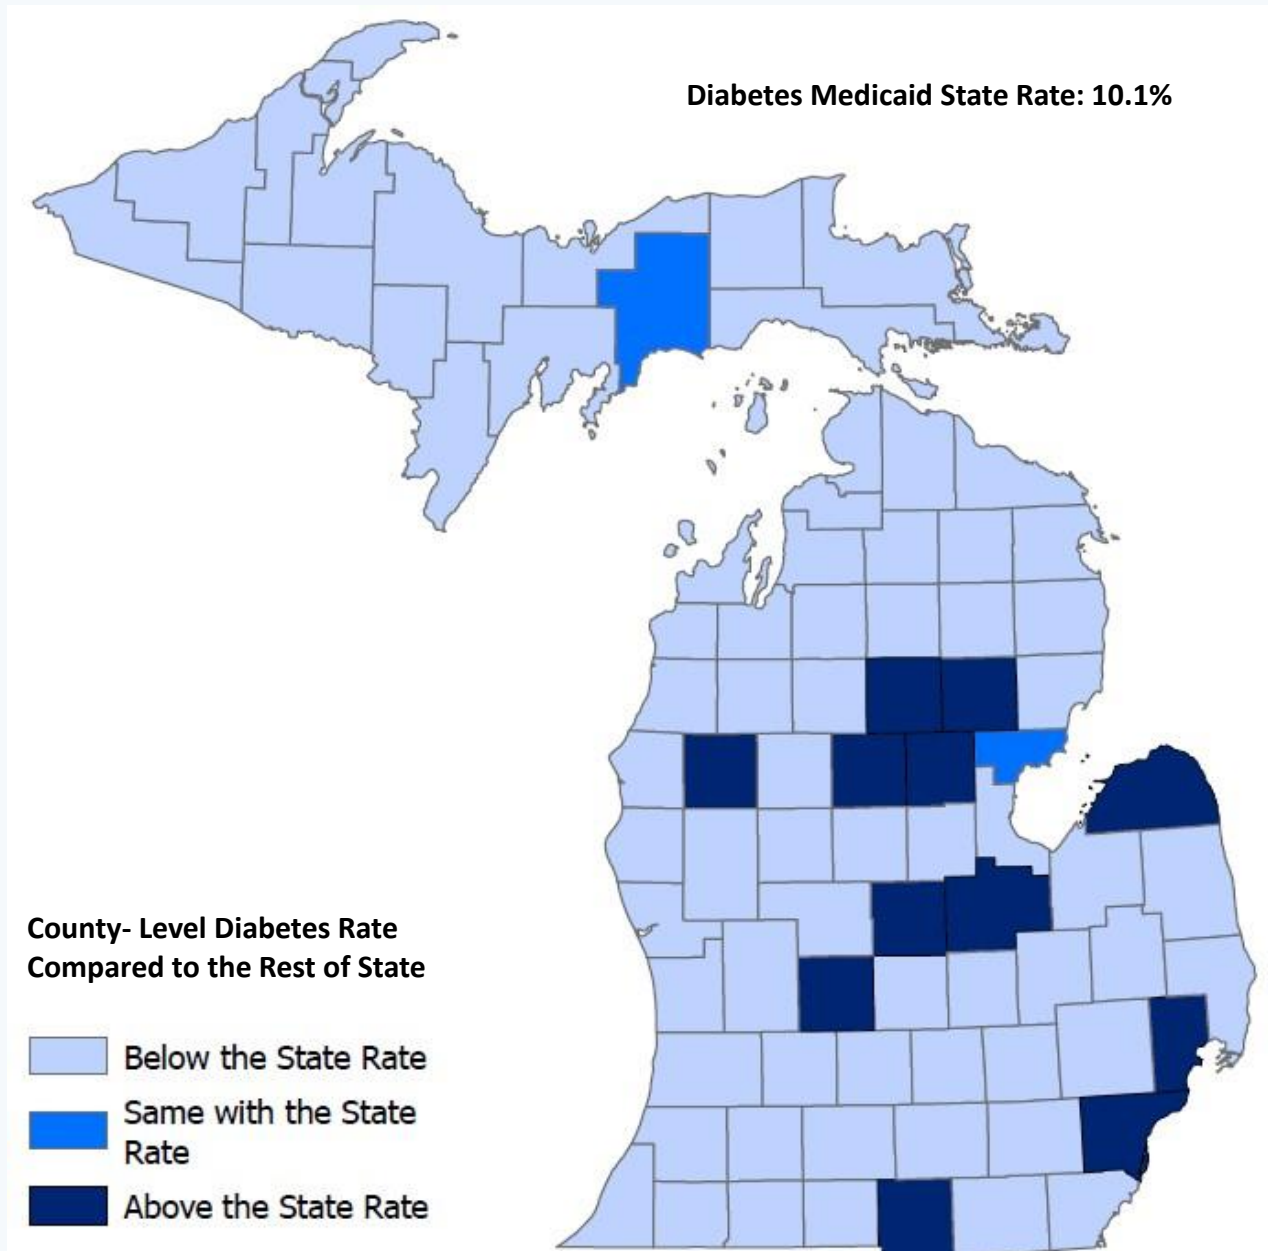 Diabetes Medicaid State Rate: 10.1%
County- Level Diabetes Rate
Compared to the Rest of State
Below the State Rate
Same with the State
Rate
Above the State Rate